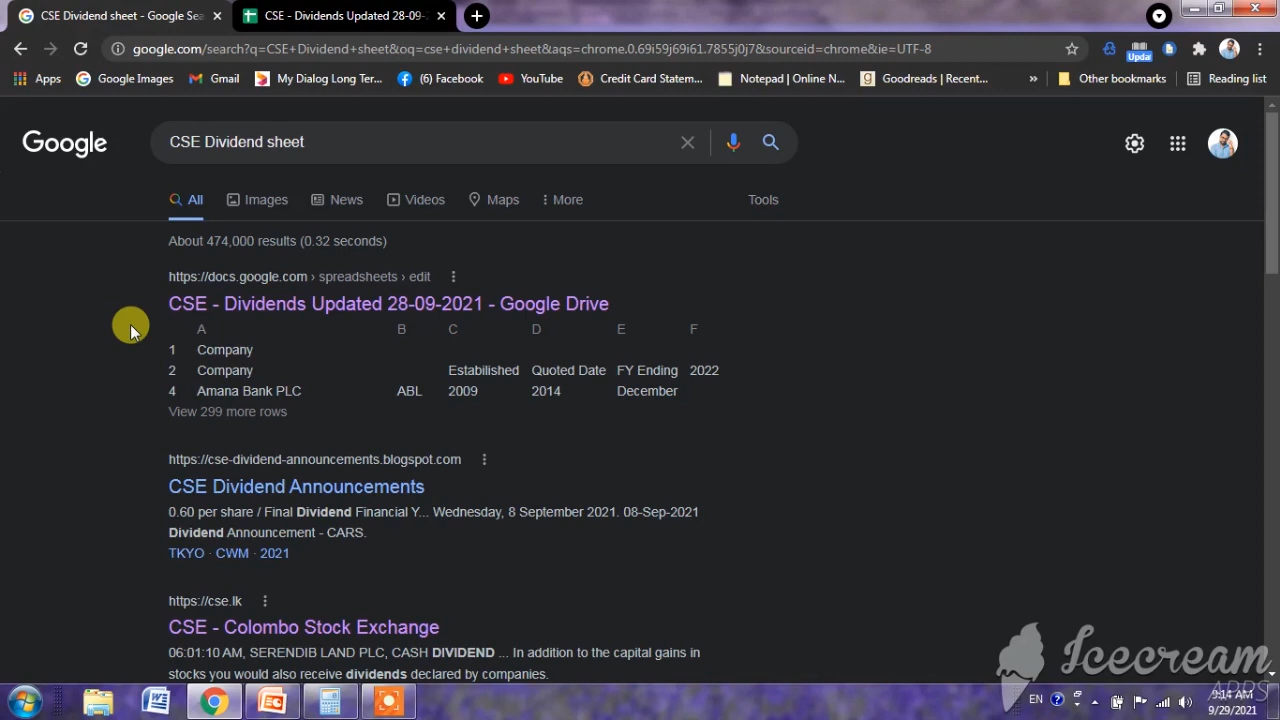 CSE Dividend sheet - Google Sea
CSE - Dividends Updated 28-09-
google.com/search?q=CSE+Dividend+sheet&oq=cse+dividend+sheet&aqs=chrome.0.69i59j69i61.7855j0j7&sourceid=chrome&ie=UTF-8
Updai
Apps Google Images Gmail My Dialog Long Ter... (6) Facebook YouTube Credit Card Statem... Notepad | Online N... Goodreads | Recent... » Other bookmarks Reading list
Google CSE Dividend sheet
All Images News Videos Maps More Tools
About 474,000 results (0.32 seconds)
https://docs.google.com › spreadsheets › edit
CSE - Dividends Updated 28-09-2021 - Google Drive
A B C D E F
1 Company
2 Company Estabilished Quoted Date FY Ending 2022
4 Amana Bank PLC ABL 2009 2014 December
View 299 more rows
https://cse-dividend-announcements.blogspot.com
CSE Dividend Announcements
0.60 per share / Final Dividend Financial Y... Wednesday, 8 September 2021. 08-Sep-2021
Dividend Announcement - CARS.
TKYO · CWM · 2021
https://cse.lk
CSE - Colombo Stock Exchange
06:01:10 AM, SERENDIB LAND PLC, CASH DIVIDEND ... In addition to the capital gains in
stocks you would also receive dividends declared by companies.
Icecream
APPS
EN
9:14 AM
9/29/2021